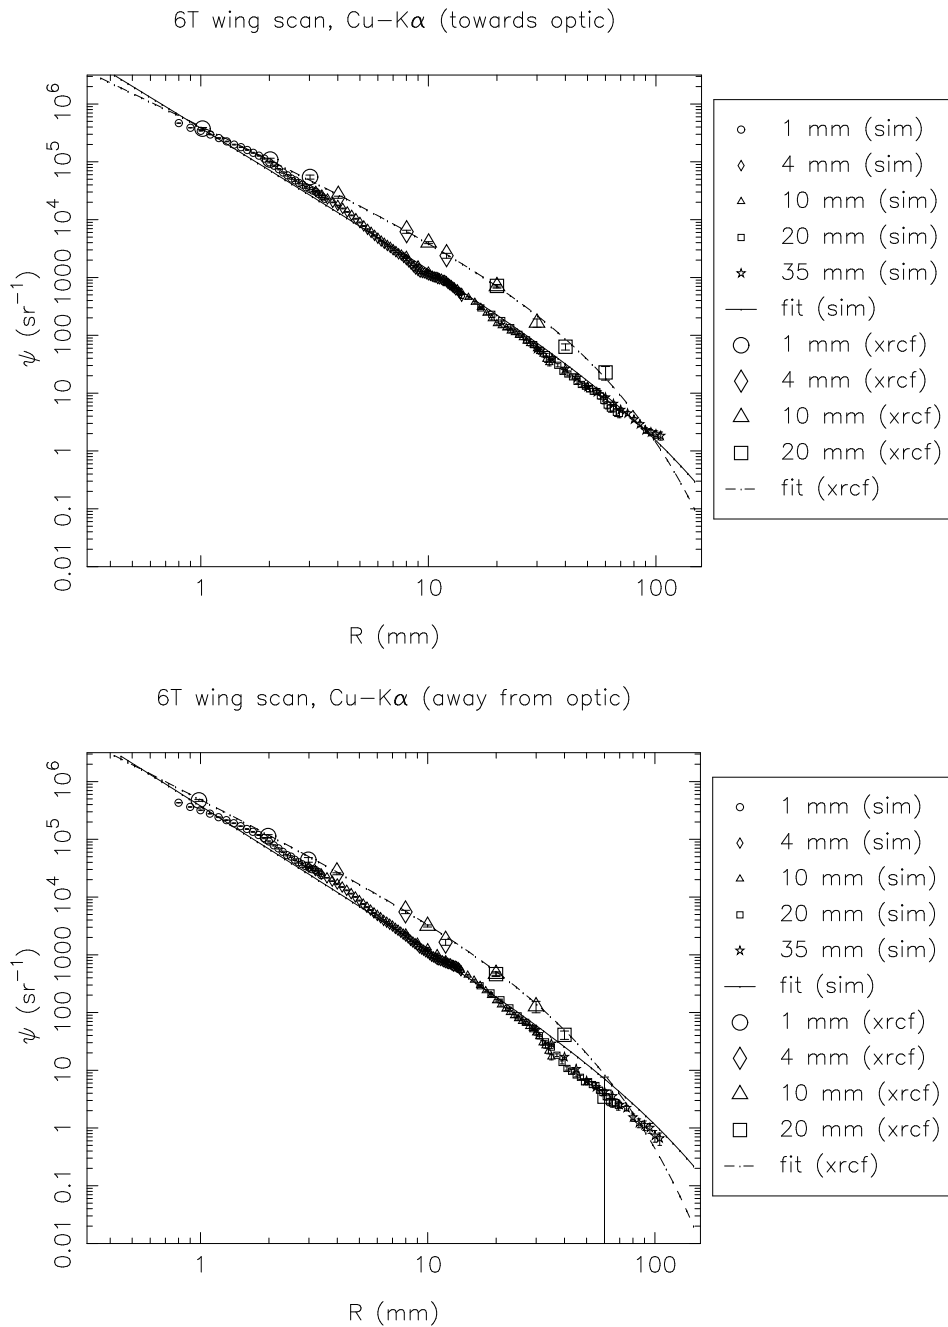 6T wing scan, Cu−Kα (towards optic)
10⁶
10⁵
10⁴
1000
100
10
1
0.1
0.01
ψ (sr⁻¹)
1 10 100
R (mm)
1 mm (sim)
4 mm (sim)
10 mm (sim)
20 mm (sim)
35 mm (sim)
fit (sim)
1 mm (xrcf)
4 mm (xrcf)
10 mm (xrcf)
20 mm (xrcf)
fit (xrcf)
6T wing scan, Cu−Kα (away from optic)
10⁶
10⁵
10⁴
1000
100
10
1
0.1
0.01
ψ (sr⁻¹)
1 10 100
R (mm)
1 mm (sim)
4 mm (sim)
10 mm (sim)
20 mm (sim)
35 mm (sim)
fit (sim)
1 mm (xrcf)
4 mm (xrcf)
10 mm (xrcf)
20 mm (xrcf)
fit (xrcf)